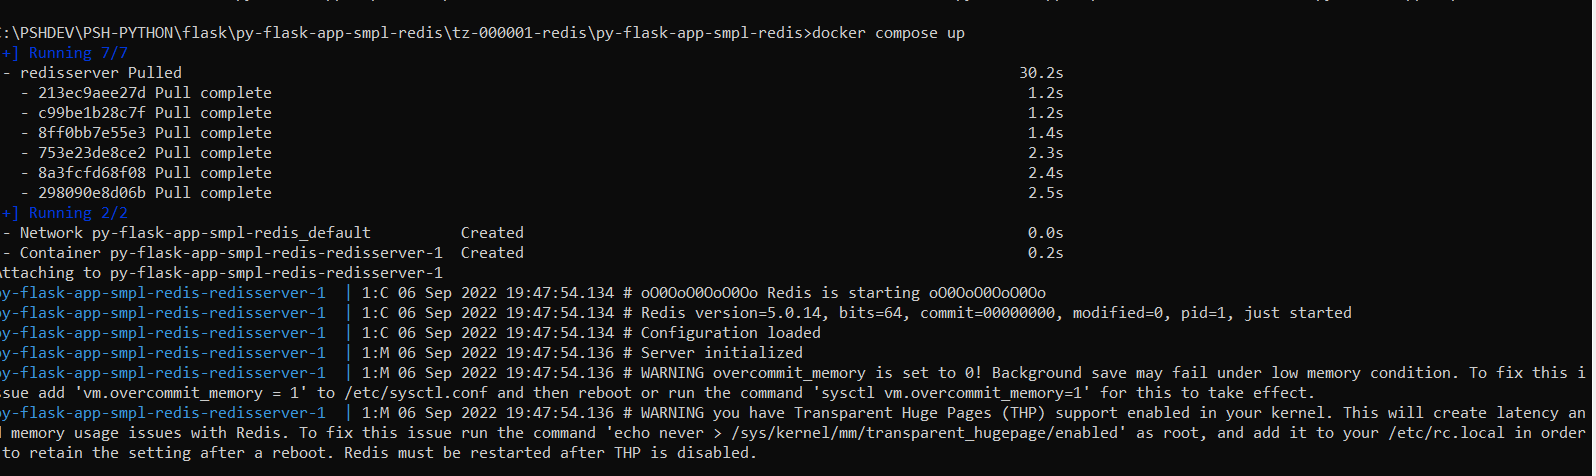 :\PSHDEV\PSH-PYTHON\flask\py-flask-app-smpl-redis\tz-000001-redis\py-flask-app-smpl-redis>docker compose up
+] Running 7/7
- redisserver Pulled 30.2s
- 213ec9aee27d Pull complete 1.2s
- c99be1b28c7f Pull complete 1.2s
- 8ff0bb7e55e3 Pull complete 1.4s
- 753e23de8ce2 Pull complete 2.3s
- 8a3fcfd68f08 Pull complete 2.4s
- 298090e8d06b Pull complete 2.5s
+] Running 2/2
- Network py-flask-app-smpl-redis_default Created 0.0s
- Container py-flask-app-smpl-redis-redisserver-1 Created 0.2s
Attaching to py-flask-app-smpl-redis-redisserver-1
py-flask-app-smpl-redis-redisserver-1 | 1:C 06 Sep 2022 19:47:54.134 # oO0OoO0OoO0Oo Redis is starting oO0OoO0OoO0Oo
py-flask-app-smpl-redis-redisserver-1 | 1:C 06 Sep 2022 19:47:54.134 # Redis version=5.0.14, bits=64, commit=00000000, modified=0, pid=1, just started
py-flask-app-smpl-redis-redisserver-1 | 1:C 06 Sep 2022 19:47:54.134 # Configuration loaded
py-flask-app-smpl-redis-redisserver-1 | 1:M 06 Sep 2022 19:47:54.136 # Server initialized
py-flask-app-smpl-redis-redisserver-1 | 1:M 06 Sep 2022 19:47:54.136 # WARNING overcommit_memory is set to 0! Background save may fail under low memory condition. To fix this i
ssue add 'vm.overcommit_memory = 1' to /etc/sysctl.conf and then reboot or run the command 'sysctl vm.overcommit_memory=1' for this to take effect.
py-flask-app-smpl-redis-redisserver-1 | 1:M 06 Sep 2022 19:47:54.136 # WARNING you have Transparent Huge Pages (THP) support enabled in your kernel. This will create latency an
d memory usage issues with Redis. To fix this issue run the command 'echo never > /sys/kernel/mm/transparent_hugepage/enabled' as root, and add it to your /etc/rc.local in order
to retain the setting after a reboot. Redis must be restarted after THP is disabled.